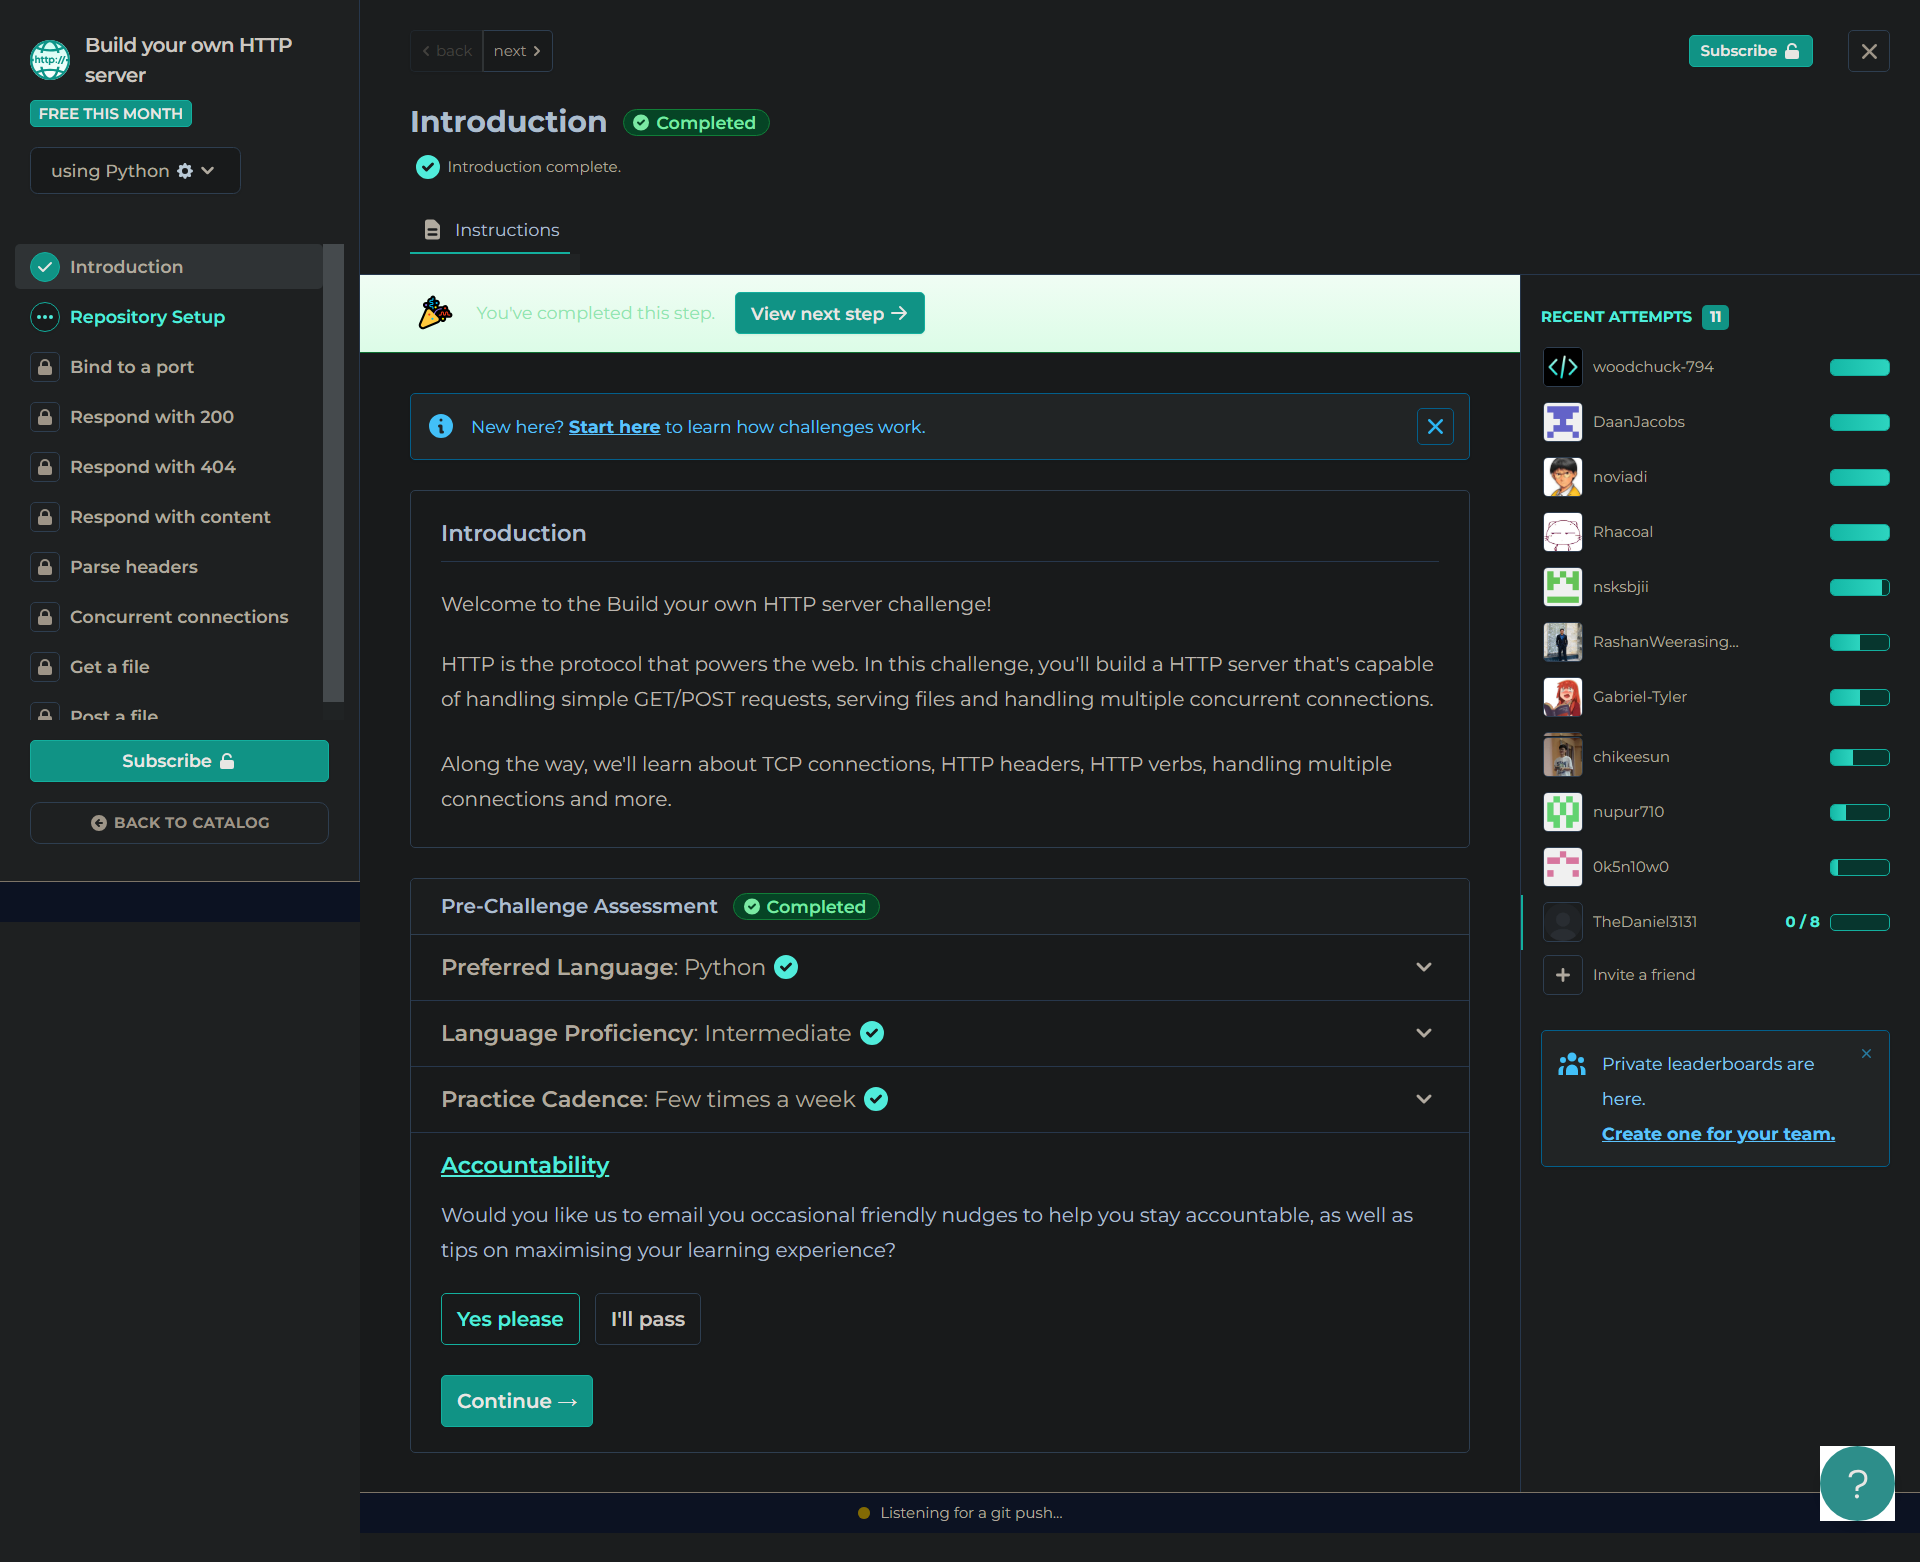 http://
Build your own HTTP
server
FREE THIS MONTH
using Python
Introduction
Repository Setup
Bind to a port
Respond with 200
Respond with 404
Respond with content
Parse headers
Concurrent connections
Get a file
Post a file
Subscribe
BACK TO CATALOG
back
next
Subscribe
Introduction
Completed
Introduction complete.
Instructions
You've completed this step.
View next step →
New here? Start here to learn how challenges work.
Introduction
Welcome to the Build your own HTTP server challenge!
HTTP is the protocol that powers the web. In this challenge, you'll build a HTTP server that's capable
of handling simple GET/POST requests, serving files and handling multiple concurrent connections.
Along the way, we'll learn about TCP connections, HTTP headers, HTTP verbs, handling multiple
connections and more.
Pre-Challenge Assessment
Completed
Preferred Language: Python
Language Proficiency: Intermediate
Practice Cadence: Few times a week
Accountability
Would you like us to email you occasional friendly nudges to help you stay accountable, as well as
tips on maximising your learning experience?
Yes please
I'll pass
Continue →
Listening for a git push...
RECENT ATTEMPTS 11
woodchuck-794
DaanJacobs
noviadi
Rhacoal
nsksbjii
RashanWeerasing...
Gabriel-Tyler
chikeesun
nupur710
0k5n10w0
TheDaniel3131 0 / 8
Invite a friend
Private leaderboards are
here.
Create one for your team.
?